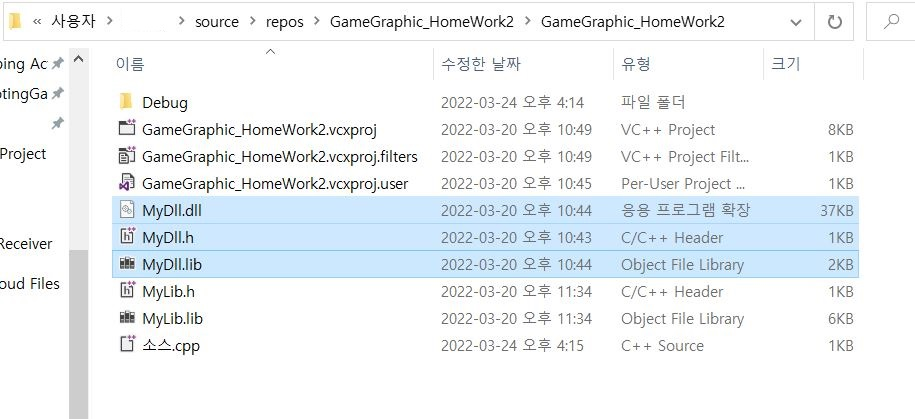 « 사용자 > > source > repos > GameGraphic_HomeWork2 > GameGraphic_HomeWork2
이름 수정한 날짜 유형 크기
Debug 2022-03-24 오후 4:14 파일 폴더
GameGraphic_HomeWork2.vcxproj 2022-03-20 오후 10:49 VC++ Project 8KB
GameGraphic_HomeWork2.vcxproj.filters 2022-03-20 오후 10:49 VC++ Project Filt... 1KB
GameGraphic_HomeWork2.vcxproj.user 2022-03-20 오후 10:45 Per-User Project ... 1KB
MyDll.dll 2022-03-20 오후 10:44 응용 프로그램 확장 37KB
MyDll.h 2022-03-20 오후 10:43 C/C++ Header 1KB
MyDll.lib 2022-03-20 오후 10:44 Object File Library 2KB
MyLib.h 2022-03-20 오후 11:34 C/C++ Header 1KB
MyLib.lib 2022-03-20 오후 11:34 Object File Library 6KB
소스.cpp 2022-03-24 오후 4:15 C++ Source 1KB
ping Ac
otingGa
Project
Receiver
oud Files